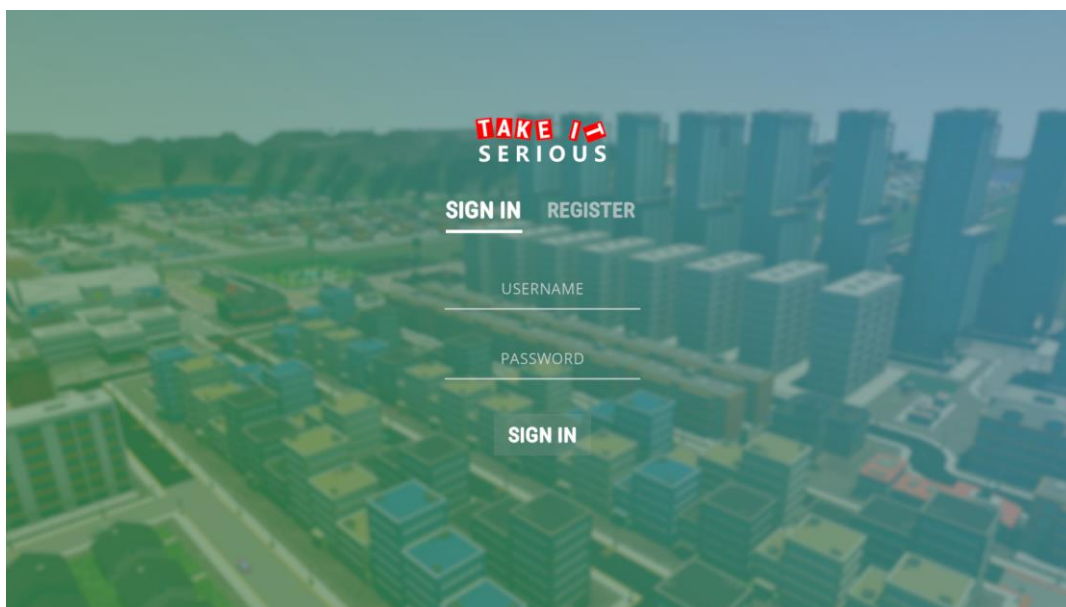 TAKE IT
SERIOUS
SIGN IN REGISTER
USERNAME
PASSWORD
SIGN IN